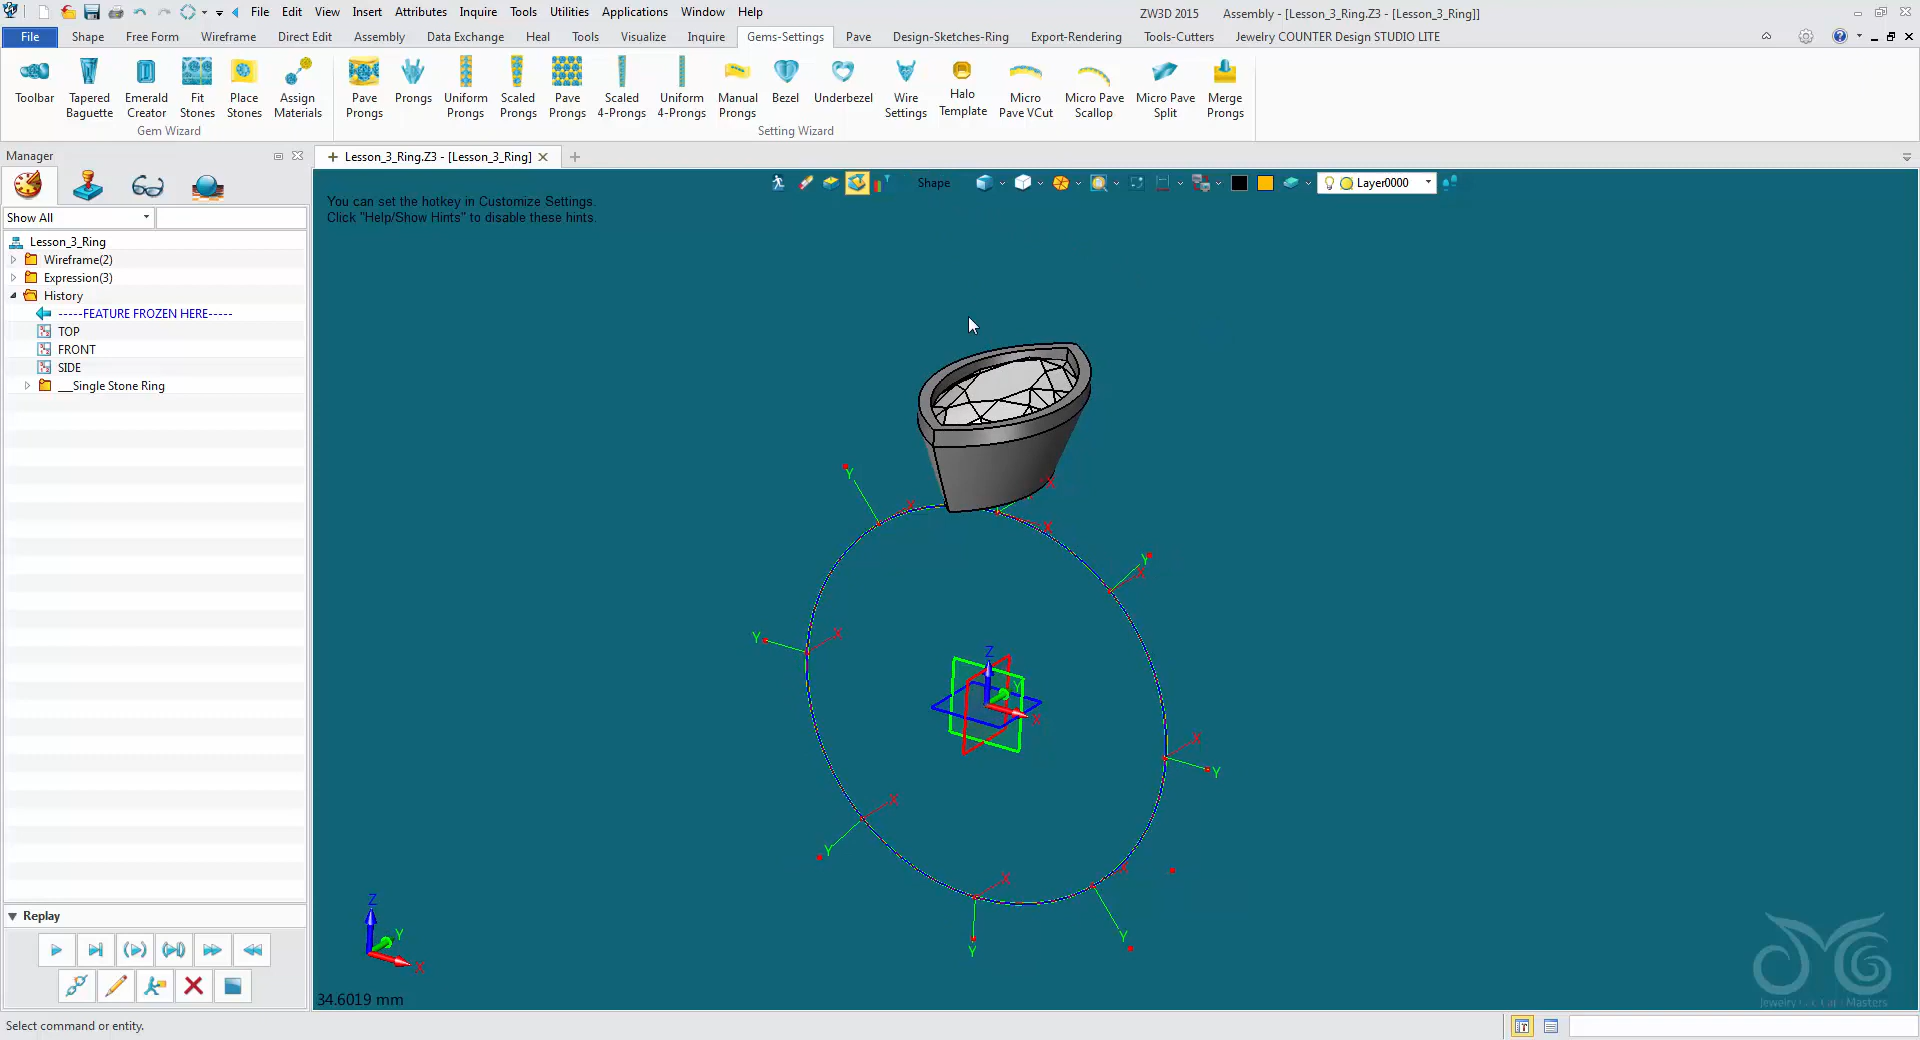 File Edit View Insert Attributes Inquire Tools Utilities Applications Window Help
ZW3D 2015 Assembly - [Lesson_3_Ring.Z3 - [Lesson_3_Ring]]
File Shape Free Form Wireframe Direct Edit Assembly Data Exchange Heal Tools Visualize Inquire Gems-Settings Pave Design-Sketches-Ring Export-Rendering Tools-Cutters Jewelry COUNTER Design STUDIO LITE
Toolbar Tapered Baguette Emerald Creator Fit Stones Place Stones Assign Materials
Gem Wizard
Pave Prongs Prongs Uniform Prongs Scaled Prongs Pave Prongs Scaled 4-Prongs Uniform 4-Prongs Manual Prongs Bezel Underbezel Wire Settings Halo Template Micro Pave VCut Micro Pave Scallop Micro Pave Split Merge Prongs
Setting Wizard
Manager
Lesson_3_Ring.Z3 - [Lesson_3_Ring]
Shape
Layer0000
You can set the hotkey in Customize Settings.
Click "Help/Show Hints" to disable these hints.
Show All
Lesson_3_Ring
Wireframe(2)
Expression(3)
History
-----FEATURE FROZEN HERE-----
TOP
FRONT
SIDE
___Single Stone Ring
Y
X
X
X
Y
X
Y
X
Z
Y
X
X
Y
X
Y
X
X
Y
Y
Replay
Z
Y
X
34.6019 mm
Select command or entity.